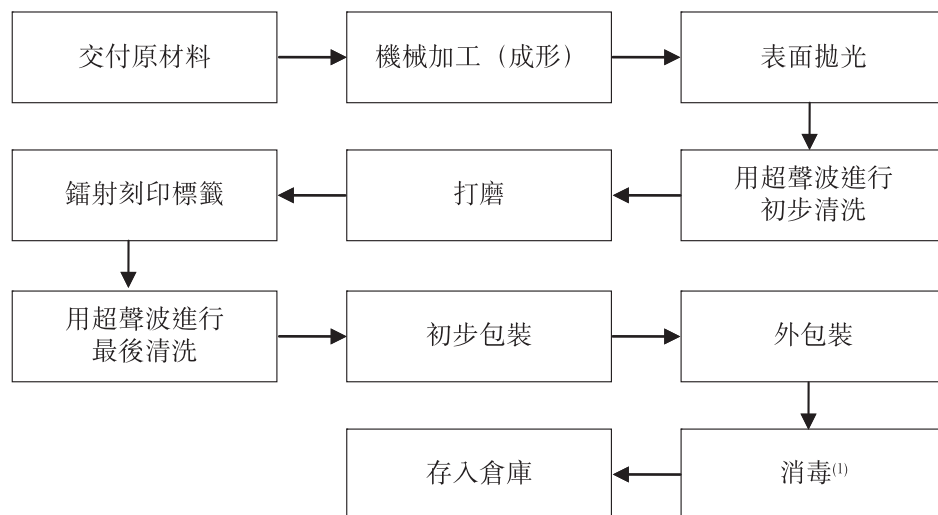 交付原材料
機械加工（成形）
表面拋光
用超聲波進行
初步清洗
打磨
鐳射刻印標籤
用超聲波進行
最後清洗
初步包裝
外包裝
消毒(1)
存入倉庫